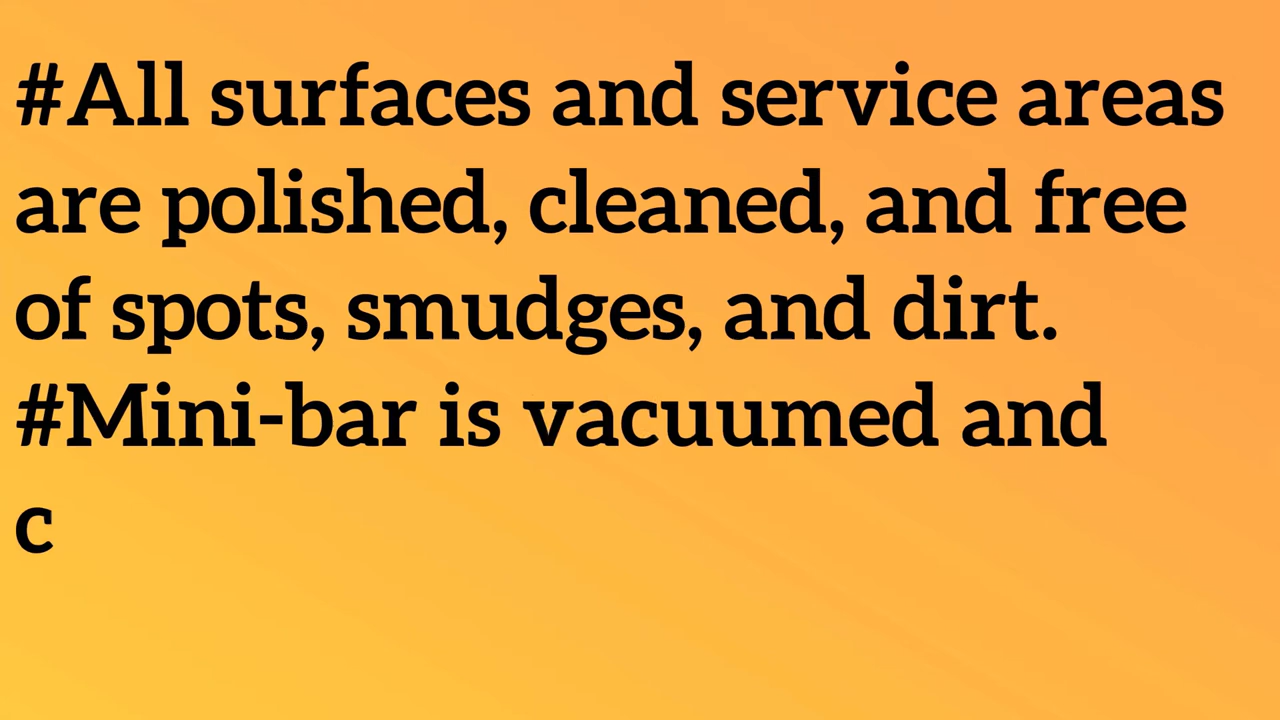 #All surfaces and service areas
are polished, cleaned, and free
of spots, smudges, and dirt.
#Mini-bar is vacuumed and
c